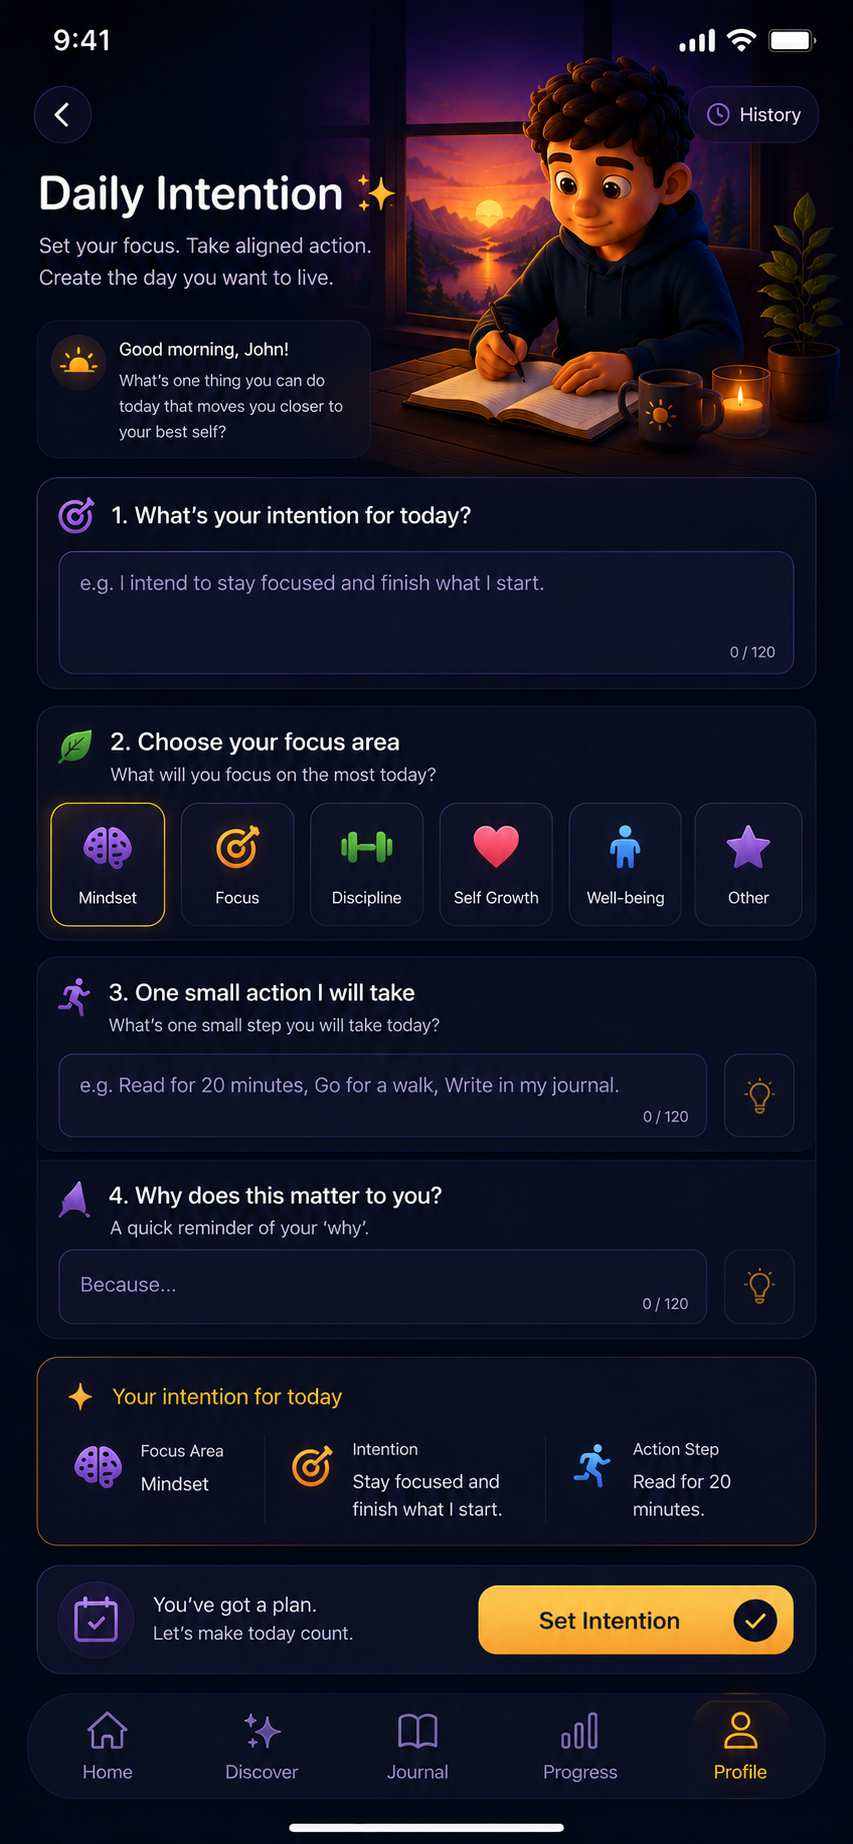 9:41
History
Daily Intention
Set your focus. Take aligned action.
Create the day you want to live.
Good morning, John!
What's one thing you can do
today that moves you closer to
your best self?
1. What's your intention for today?
e.g. I intend to stay focused and finish what I start.
0 / 120
2. Choose your focus area
What will you focus on the most today?
Mindset
Focus
Discipline
Self Growth
Well-being
Other
3. One small action I will take
What's one small step you will take today?
e.g. Read for 20 minutes, Go for a walk, Write in my journal.
0 / 120
4. Why does this matter to you?
A quick reminder of your ‘why’.
Because...
0 / 120
Your intention for today
Focus Area
Mindset
Intention
Stay focused and
finish what I start.
Action Step
Read for 20
minutes.
You've got a plan.
Let's make today count.
Set Intention
Home
Discover
Journal
Progress
Profile